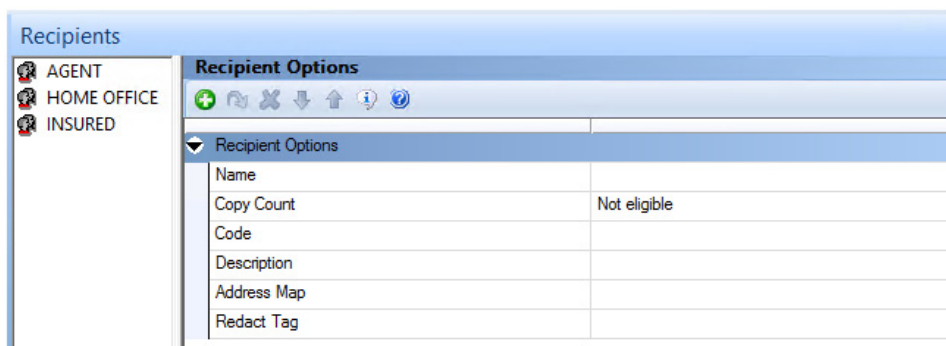 Recipients
AGENT
HOME OFFICE
INSURED
Recipient Options
Recipient Options
Name
Copy Count Not eligible
Code
Description
Address Map
Redact Tag